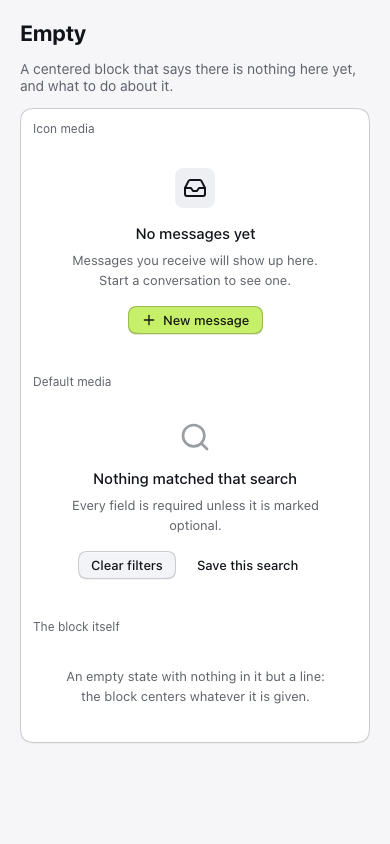 Empty
A centered block that says there is nothing here yet,
and what to do about it.
Icon media
No messages yet
Messages you receive will show up here.
Start a conversation to see one.
New message
Default media
Nothing matched that search
Every field is required unless it is marked
optional.
Clear filters
Save this search
The block itself
An empty state with nothing in it but a line:
the block centers whatever it is given.